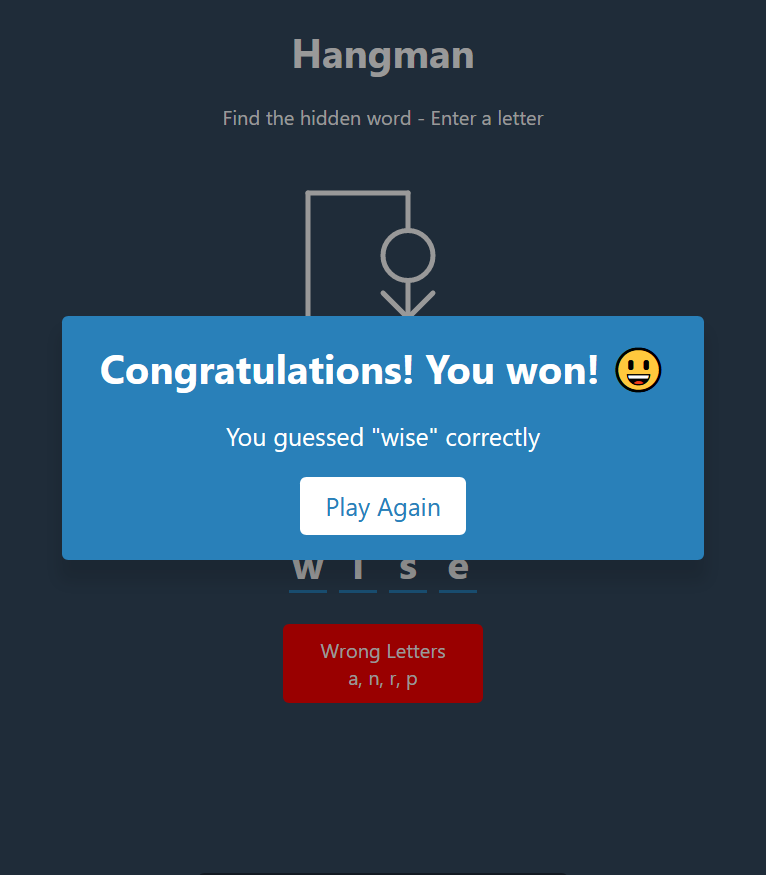 Hangman
Find the hidden word - Enter a letter
Congratulations! You won! 😃
You guessed "wise" correctly
Play Again
w i s e
Wrong Letters
a, n, r, p